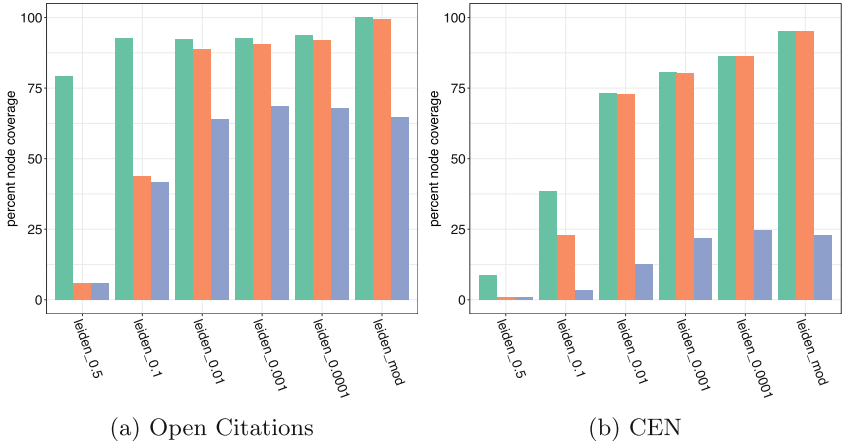 percent node coverage
100
75
50
25
0
leiden_0.5
leiden_0.1
leiden_0.01
leiden_0.001
leiden_0.0001
leiden_mod
(a) Open Citations
percent node coverage
100
75
50
25
0
leiden_0.5
leiden_0.1
leiden_0.01
leiden_0.001
leiden_0.0001
leiden_mod
(b) CEN